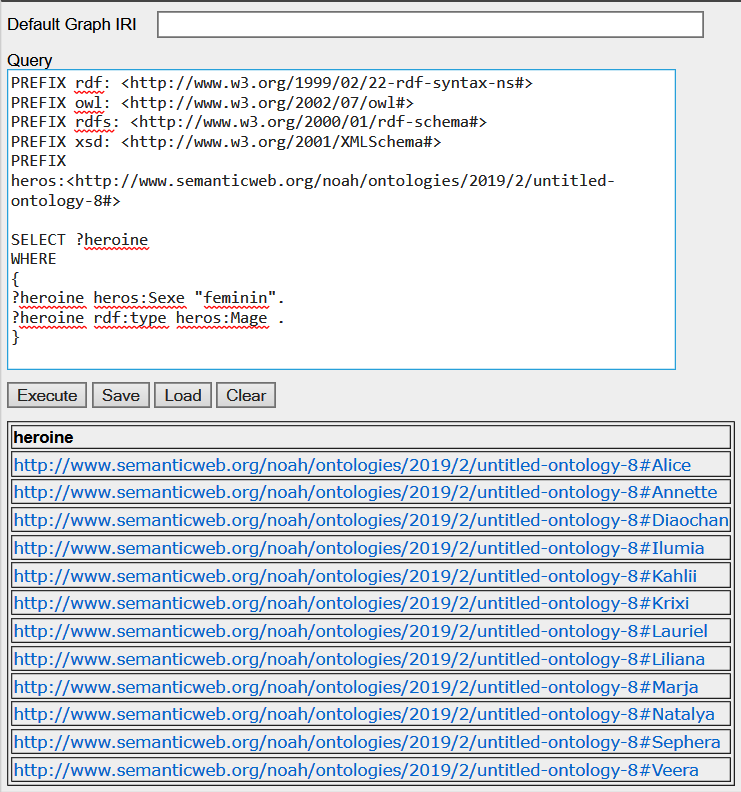 Default Graph IRI
Query
PREFIX rdf: <http://www.w3.org/1999/02/22-rdf-syntax-ns#>
PREFIX owl: <http://www.w3.org/2002/07/owl#>
PREFIX rdfs: <http://www.w3.org/2000/01/rdf-schema#>
PREFIX xsd: <http://www.w3.org/2001/XMLSchema#>
PREFIX
heros:<http://www.semanticweb.org/noah/ontologies/2019/2/untitled-
ontology-8#>
SELECT ?heroine
WHERE
{
?heroine heros:Sexe "feminin".
?heroine rdf:type heros:Mage .
}
Execute Save Load Clear
heroine
http://www.semanticweb.org/noah/ontologies/2019/2/untitled-ontology-8#Alice
http://www.semanticweb.org/noah/ontologies/2019/2/untitled-ontology-8#Annette
http://www.semanticweb.org/noah/ontologies/2019/2/untitled-ontology-8#Diaochan
http://www.semanticweb.org/noah/ontologies/2019/2/untitled-ontology-8#Ilumia
http://www.semanticweb.org/noah/ontologies/2019/2/untitled-ontology-8#Kahlii
http://www.semanticweb.org/noah/ontologies/2019/2/untitled-ontology-8#Krixi
http://www.semanticweb.org/noah/ontologies/2019/2/untitled-ontology-8#Lauriel
http://www.semanticweb.org/noah/ontologies/2019/2/untitled-ontology-8#Liliana
http://www.semanticweb.org/noah/ontologies/2019/2/untitled-ontology-8#Marja
http://www.semanticweb.org/noah/ontologies/2019/2/untitled-ontology-8#Natalya
http://www.semanticweb.org/noah/ontologies/2019/2/untitled-ontology-8#Sephera
http://www.semanticweb.org/noah/ontologies/2019/2/untitled-ontology-8#Veera